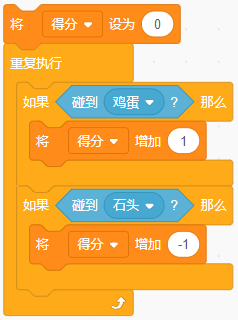 将 得分 设为 0
重复执行
如果 碰到 鸡蛋 ? 那么
将 得分 增加 1
如果 碰到 石头 ? 那么
将 得分 增加 -1